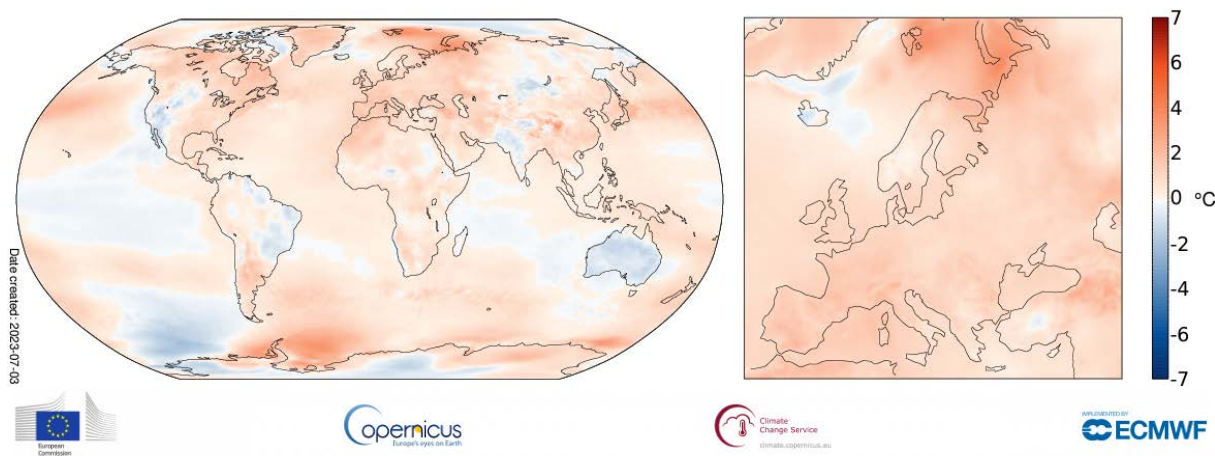 7
6
4
2
0
°C
-2
-4
-6
-7
Date created: 2023-07-03
European
Commission
opernicus
Europe's eyes on Earth
Climate
Change Service
climate.copernicus.eu
IMPLEMENTED BY
ECMWF